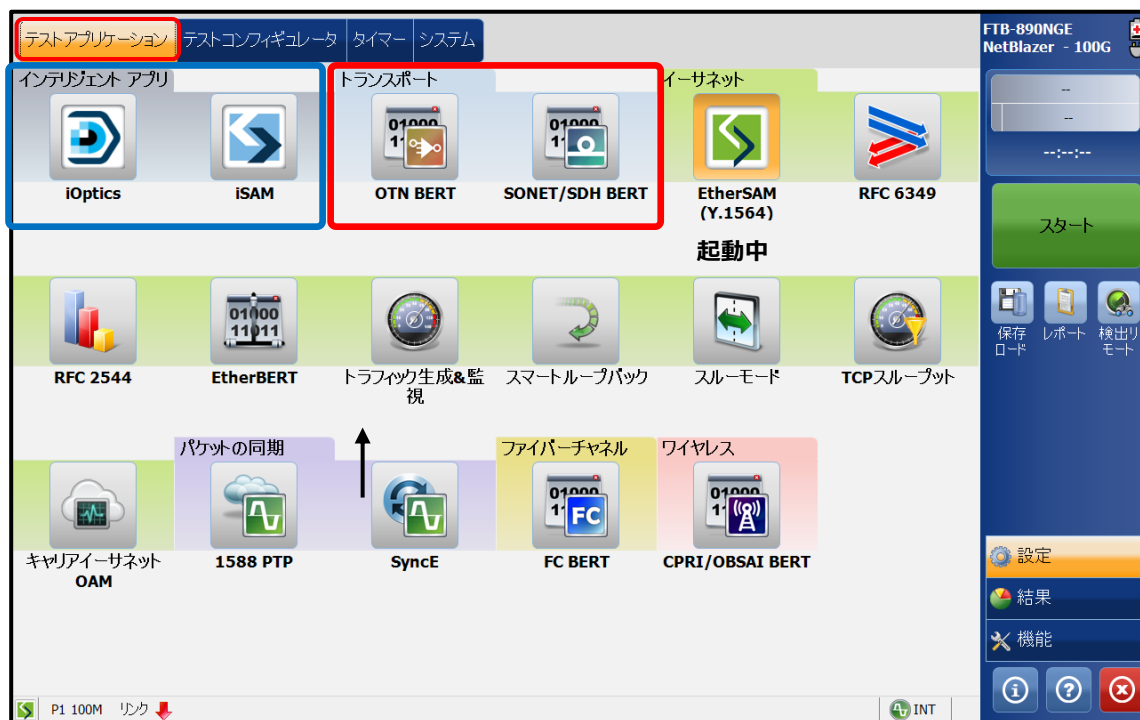 テストアプリケーション テストコンフィギュレータ タイマー システム
FTB-890NGE
NetBlazer - 100G
インテリジェント アプリ トランスポート イーサネット
iOptics iSAM OTN BERT SONET/SDH BERT EtherSAM
(Y.1564) RFC 6349
起動中
--
--
--:--:--
スタート
保存
ロード レポート 検出リ
モート
RFC 2544 EtherBERT トラフィック生成&監
視 スマートループバック スルーモード TCPスループット
パケットの同期 ファイバーチャネル ワイヤレス
キャリアイーサネット
OAM 1588 PTP SyncE FC BERT CPRI/OBSAI BERT
設定
結果
機能
P1 100M リンク INT